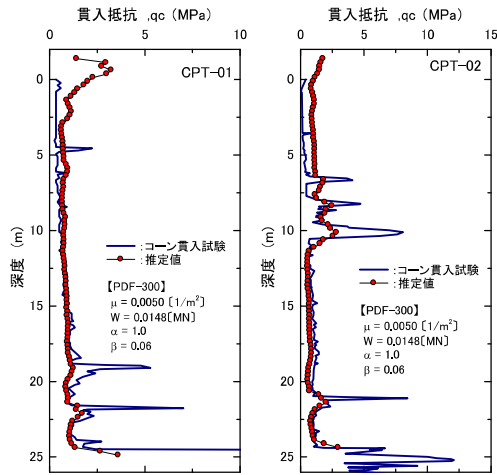 貫入抵抗 ,qc (MPa)
0 5 10
CPT-01
深度 (m)
0
5
10
15
20
25
:コーン貫入試験
:推定値
【PDF-300】
μ = 0.0050 [1/m²]
W = 0.0148[MN]
α = 1.0
β = 0.06
貫入抵抗 ,qc (MPa)
0 5 10 15
CPT-02
深度 (m)
0
5
10
15
20
25
:コーン貫入試験
:推定値
【PDF-300】
μ = 0.0050 [1/m²]
W = 0.0148[MN]
α = 1.0
β = 0.06